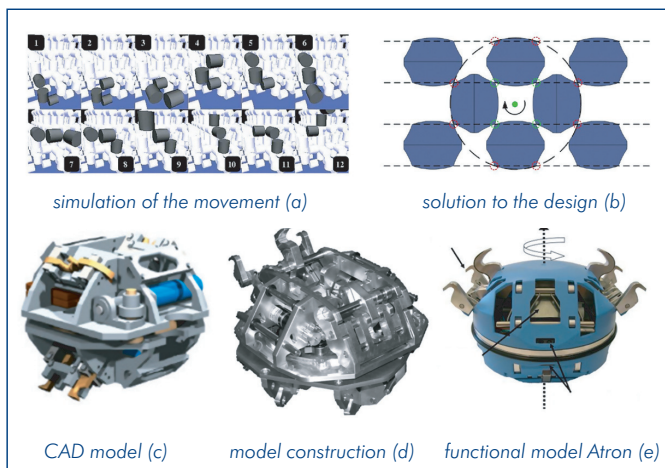 1 2 3 4 5 6
simulation of the movement (a)
solution to the design (b)
7 8 9 10 11 12
CAD model (c)
model construction (d)
functional model Atron (e)